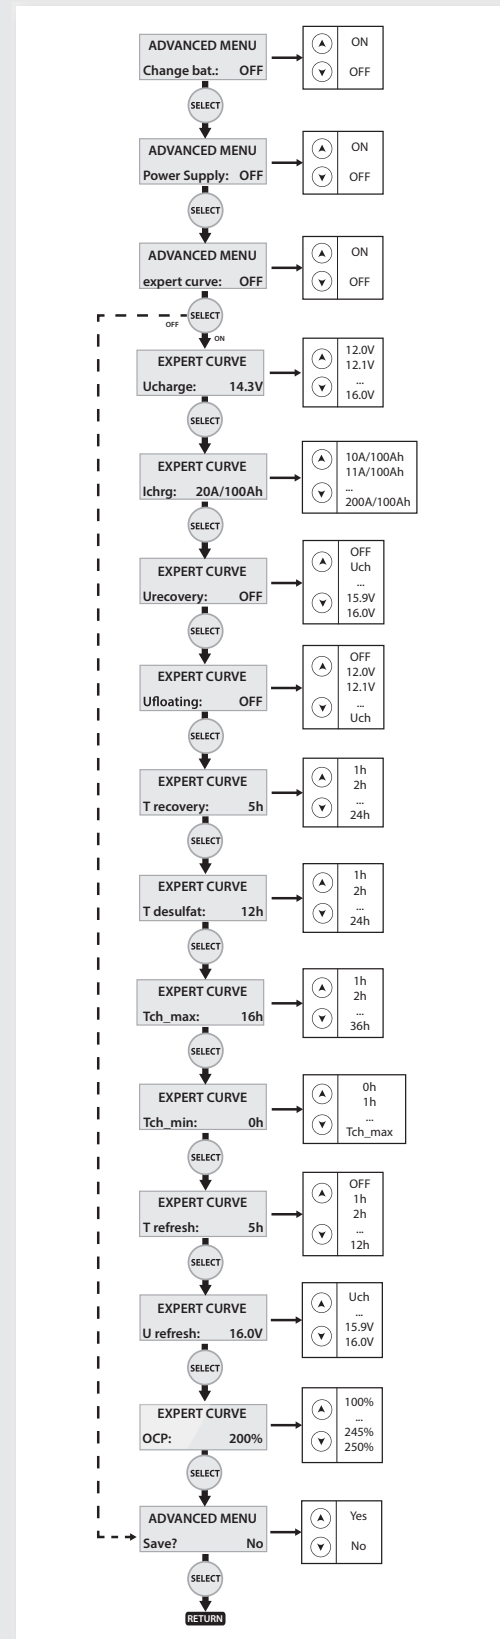 ADVANCED MENU
Change bat.: OFF
ON
OFF
SELECT
ADVANCED MENU
Power Supply: OFF
ON
OFF
SELECT
ADVANCED MENU
expert curve: OFF
ON
OFF
SELECT
OFF
ON
EXPERT CURVE
Ucharge: 14.3V
12.0V
12.1V
...
16.0V
SELECT
EXPERT CURVE
Ichrg: 20A/100Ah
10A/100Ah
11A/100Ah
...
200A/100Ah
SELECT
EXPERT CURVE
Urecovery: OFF
OFF
Uch
...
15.9V
16.0V
SELECT
EXPERT CURVE
Ufloating: OFF
OFF
12.0V
12.1V
...
Uch
SELECT
EXPERT CURVE
T recovery: 5h
1h
2h
...
24h
SELECT
EXPERT CURVE
T desulfat: 12h
1h
2h
...
24h
SELECT
EXPERT CURVE
Tch_max: 16h
1h
2h
...
36h
SELECT
EXPERT CURVE
Tch_min: 0h
0h
1h
...
Tch_max
SELECT
EXPERT CURVE
T refresh: 5h
OFF
1h
2h
...
12h
SELECT
EXPERT CURVE
U refresh: 16.0V
Uch
...
15.9V
16.0V
SELECT
EXPERT CURVE
OCP: 200%
100%
...
245%
250%
SELECT
ADVANCED MENU
Save? No
Yes
No
SELECT
RETURN